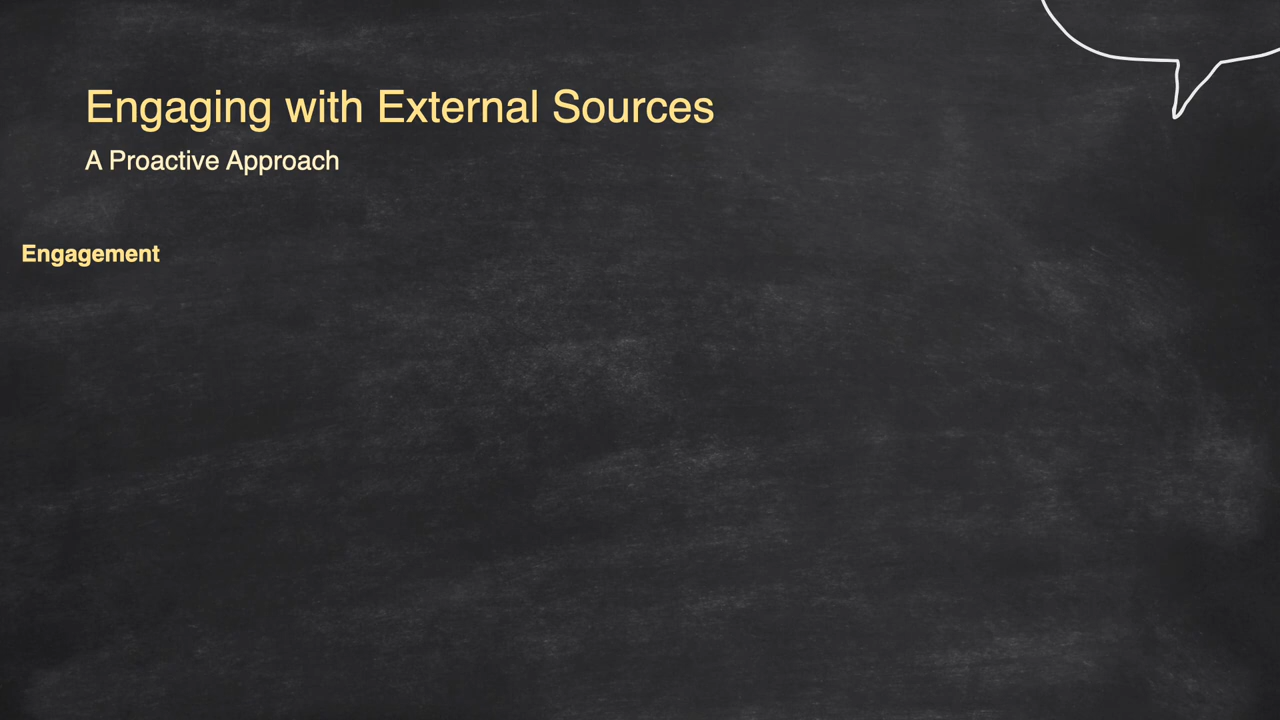 Engaging with External Sources
A Proactive Approach
Engagement